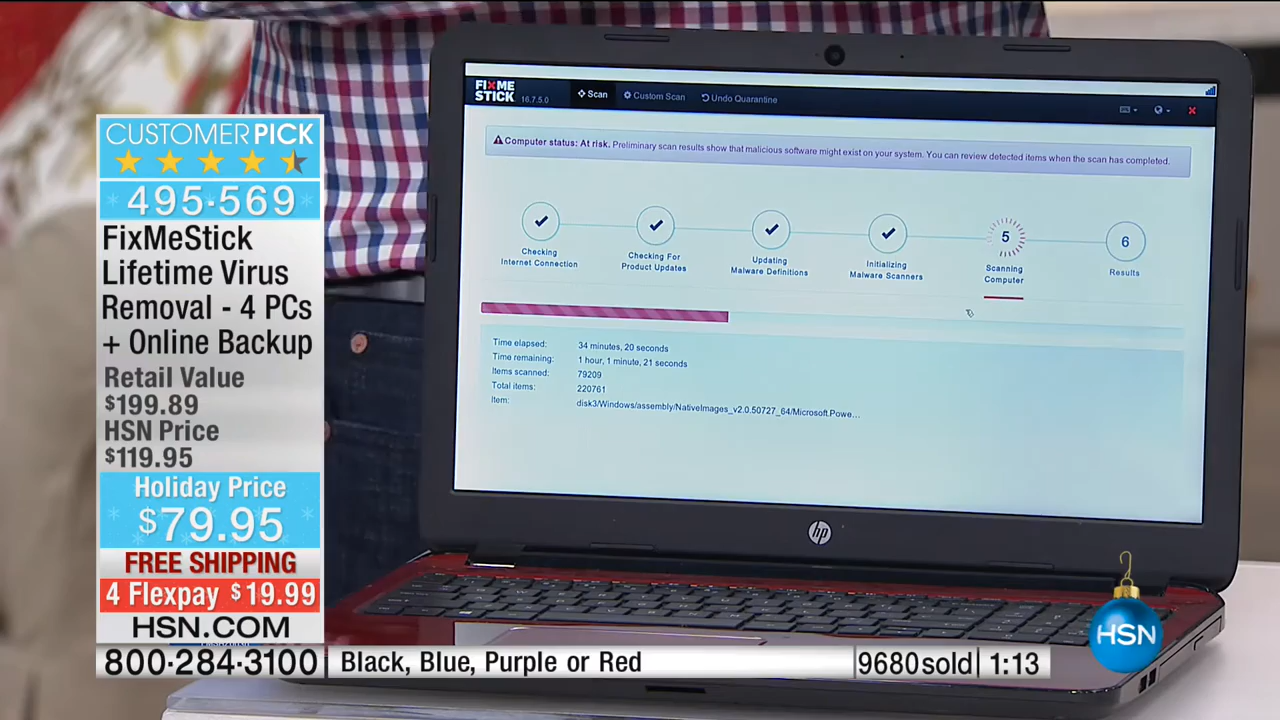 CUSTOMER PICK
495-569
FixMeStick
Lifetime Virus
Removal - 4 PCs
+ Online Backup
Retail Value
$199.89
HSN Price
$119.95
Holiday Price
$79.95
FREE SHIPPING
4 Flexpay $19.99
HSN.COM
800-284-3100 Black, Blue, Purple or Red 9680 sold 1:13
HSN
FIXME
STICK 16.7.5.0 Scan Custom Scan Undo Quarantine
Computer status: At risk. Preliminary scan results show that malicious software might exist on your system. You can review detected items when the scan has completed.
5
6
Checking
Internet Connection
Checking For
Product Updates
Updating
Malware Definitions
Initializing
Malware Scanners
Scanning
Computer
Results
Time elapsed: 34 minutes, 20 seconds
Time remaining: 1 hour, 1 minute, 21 seconds
Items scanned: 79209
Total items: 220761
Item: disk3/Windows/assembly/NativeImages_v2.0.50727_64/Microsoft.Powe...
hp